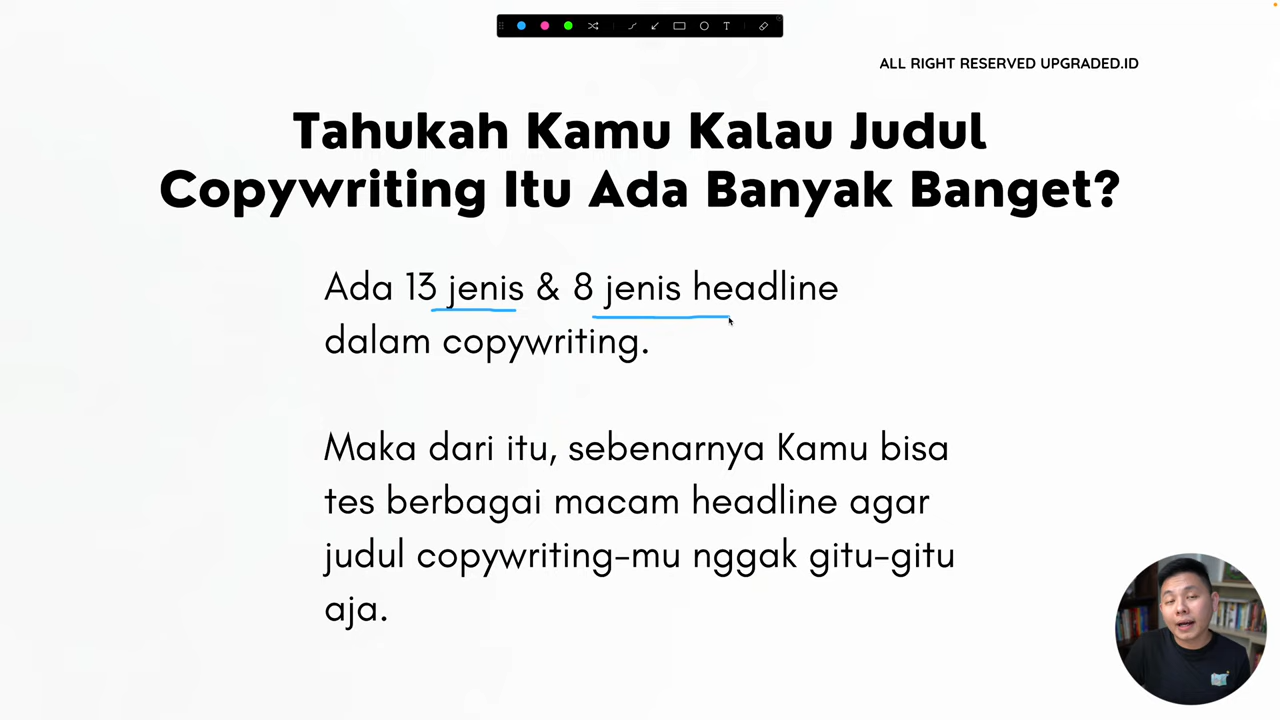 ALL RIGHT RESERVED UPGRADED.ID
Tahukah Kamu Kalau Judul
Copywriting Itu Ada Banyak Banget?
Ada 13 jenis & 8 jenis headline
dalam copywriting.
Maka dari itu, sebenarnya Kamu bisa
tes berbagai macam headline agar
judul copywriting-mu nggak gitu-gitu
aja.